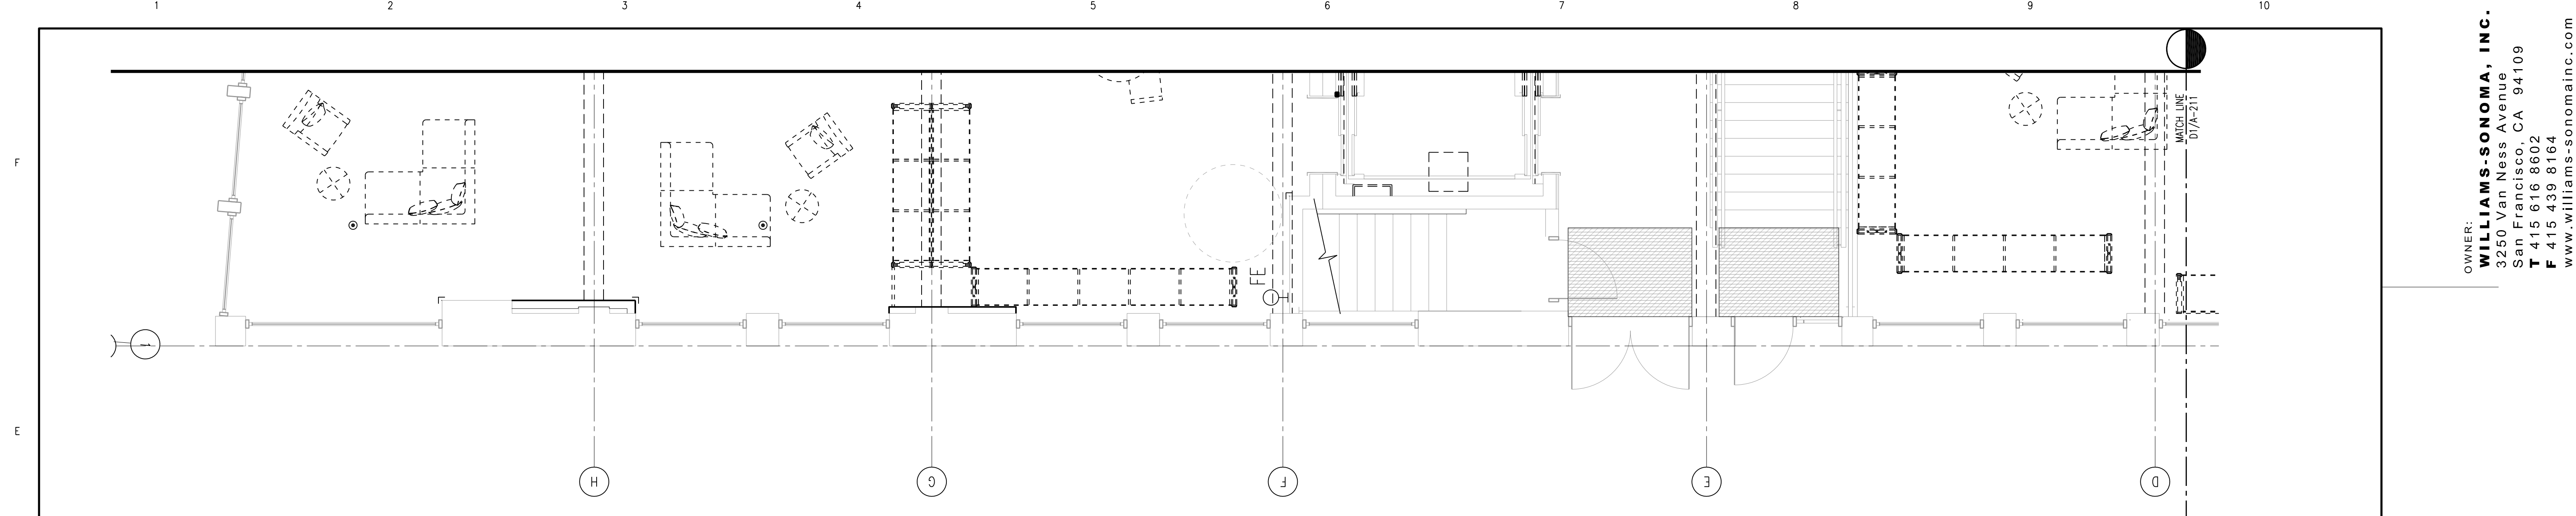 1 2 3 4 5 6 7 8 9 10
F
E
MATCH LINE
D1/A-211
FE
1
H G F E D
OWNER:
WILLIAMS-SONOMA, INC.
3250 Van Ness Avenue
San Francisco, CA 94109
T 415 616 8602
F 415 439 8164
www.williams-sonomainc.com